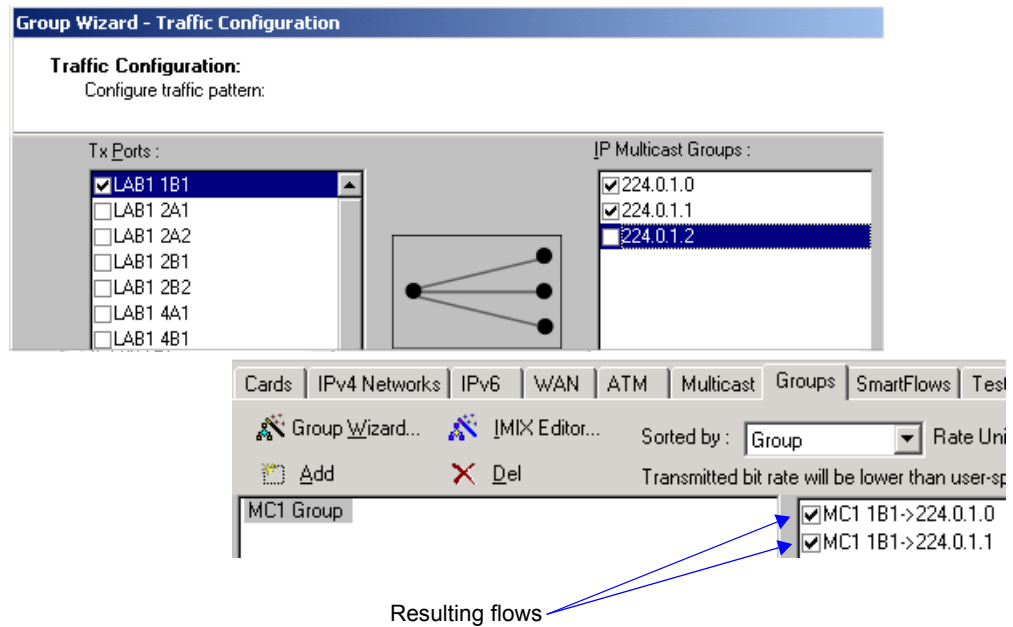 Group Wizard - Traffic Configuration
Traffic Configuration:
Configure traffic pattern:
Tx Ports :
LAB1 1B1
LAB1 2A1
LAB1 2A2
LAB1 2B1
LAB1 2B2
LAB1 4A1
LAB1 4B1
IP Multicast Groups :
224.0.1.0
224.0.1.1
224.0.1.2
Cards IPv4 Networks IPv6 WAN ATM Multicast Groups SmartFlows Test
Group Wizard... IMIX Editor... Sorted by : Group Rate Uni
Add Del Transmitted bit rate will be lower than user-sp
MC1 Group
MC1 1B1->224.0.1.0
MC1 1B1->224.0.1.1
Resulting flows